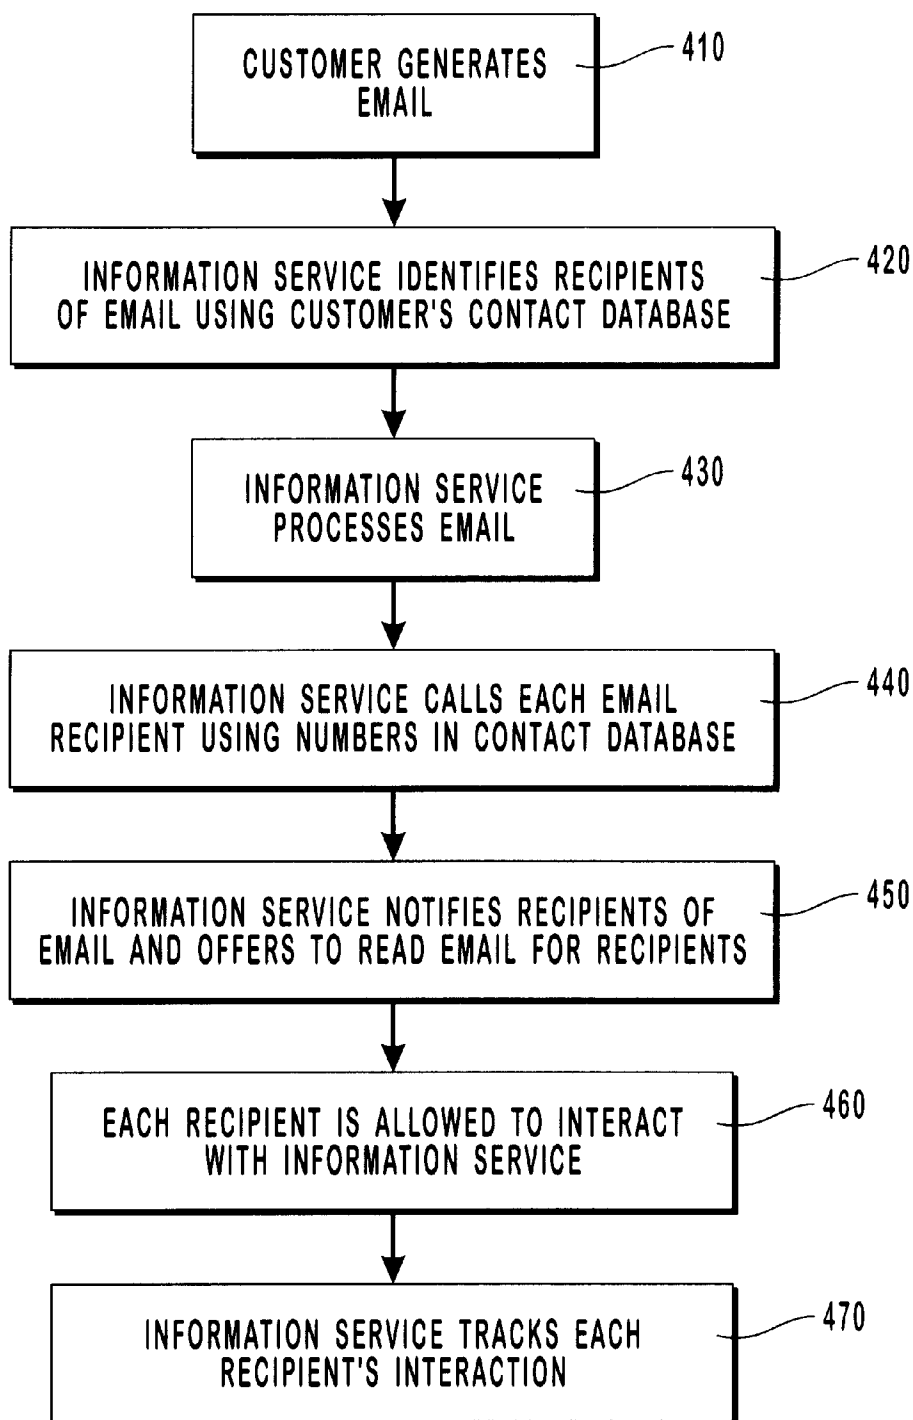 CUSTOMER GENERATES
EMAIL
410
INFORMATION SERVICE IDENTIFIES RECIPIENTS
OF EMAIL USING CUSTOMER'S CONTACT DATABASE
420
INFORMATION SERVICE
PROCESSES EMAIL
430
INFORMATION SERVICE CALLS EACH EMAIL
RECIPIENT USING NUMBERS IN CONTACT DATABASE
440
INFORMATION SERVICE NOTIFIES RECIPIENTS OF
EMAIL AND OFFERS TO READ EMAIL FOR RECIPIENTS
450
EACH RECIPIENT IS ALLOWED TO INTERACT
WITH INFORMATION SERVICE
460
INFORMATION SERVICE TRACKS EACH
RECIPIENT'S INTERACTION
470